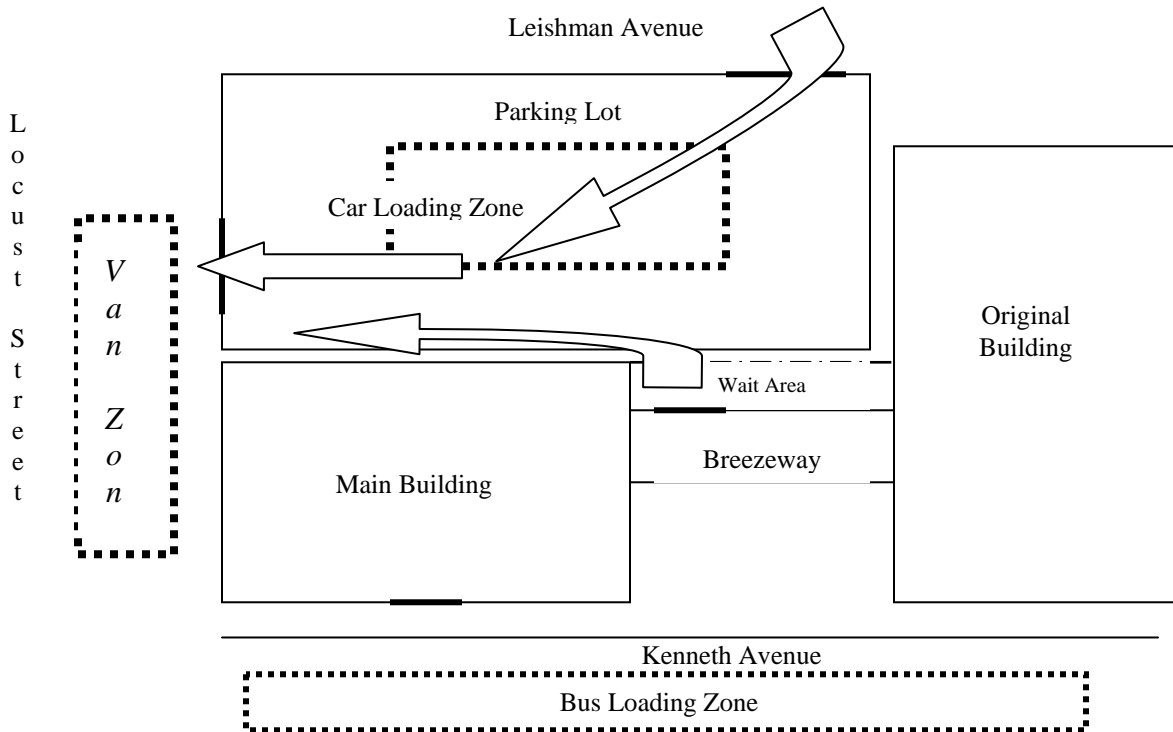 Leishman Avenue
Parking Lot
Locust Street
Car Loading Zone
Van Zon
Original
Building
Wait Area
Breezeway
Main Building
Kenneth Avenue
Bus Loading Zone